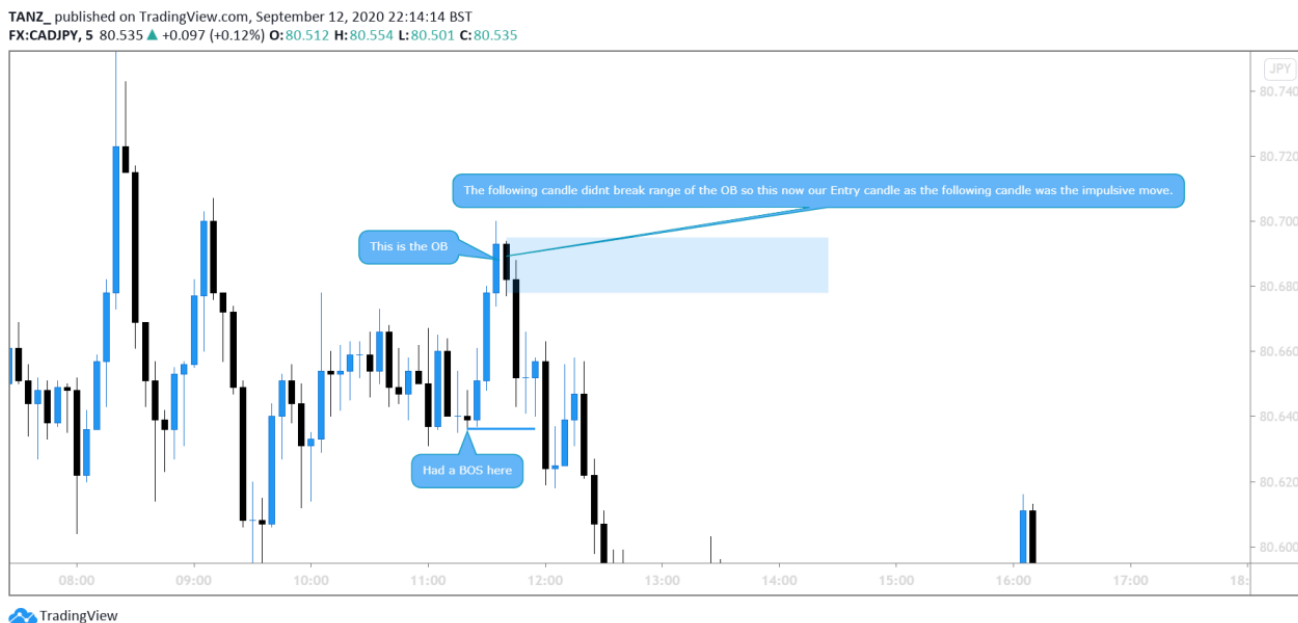 TANZ_ published on TradingView.com, September 12, 2020 22:14:14 BST
FX:CADJPY, 5 80.535 ▲ +0.097 (+0.12%) O:80.512 H:80.554 L:80.501 C:80.535
JPY
80.740
80.720
The following candle didnt break range of the OB so this now our Entry candle as the following candle was the impulsive move.
80.700
This is the OB
80.680
80.660
80.640
Had a BOS here
80.620
80.600
08:00 09:00 10:00 11:00 12:00 13:00 14:00 15:00 16:00 17:00 18:
TradingView